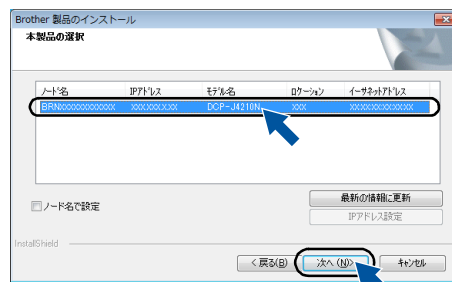 Brother 製品のインストール
本製品の選択
ノード名 IPアドレス モデル名 ロケーション イーサネットアドレス
BRNXXXXXXXXXXXX XXX.XXX.X.XX DCP-J4210N XXX XX:XX:XX:XX:XX:XX
最新の情報に更新
ノード名で設定
IPアドレス設定
InstallShield
< 戻る(B) 次へ (N)> キャンセル